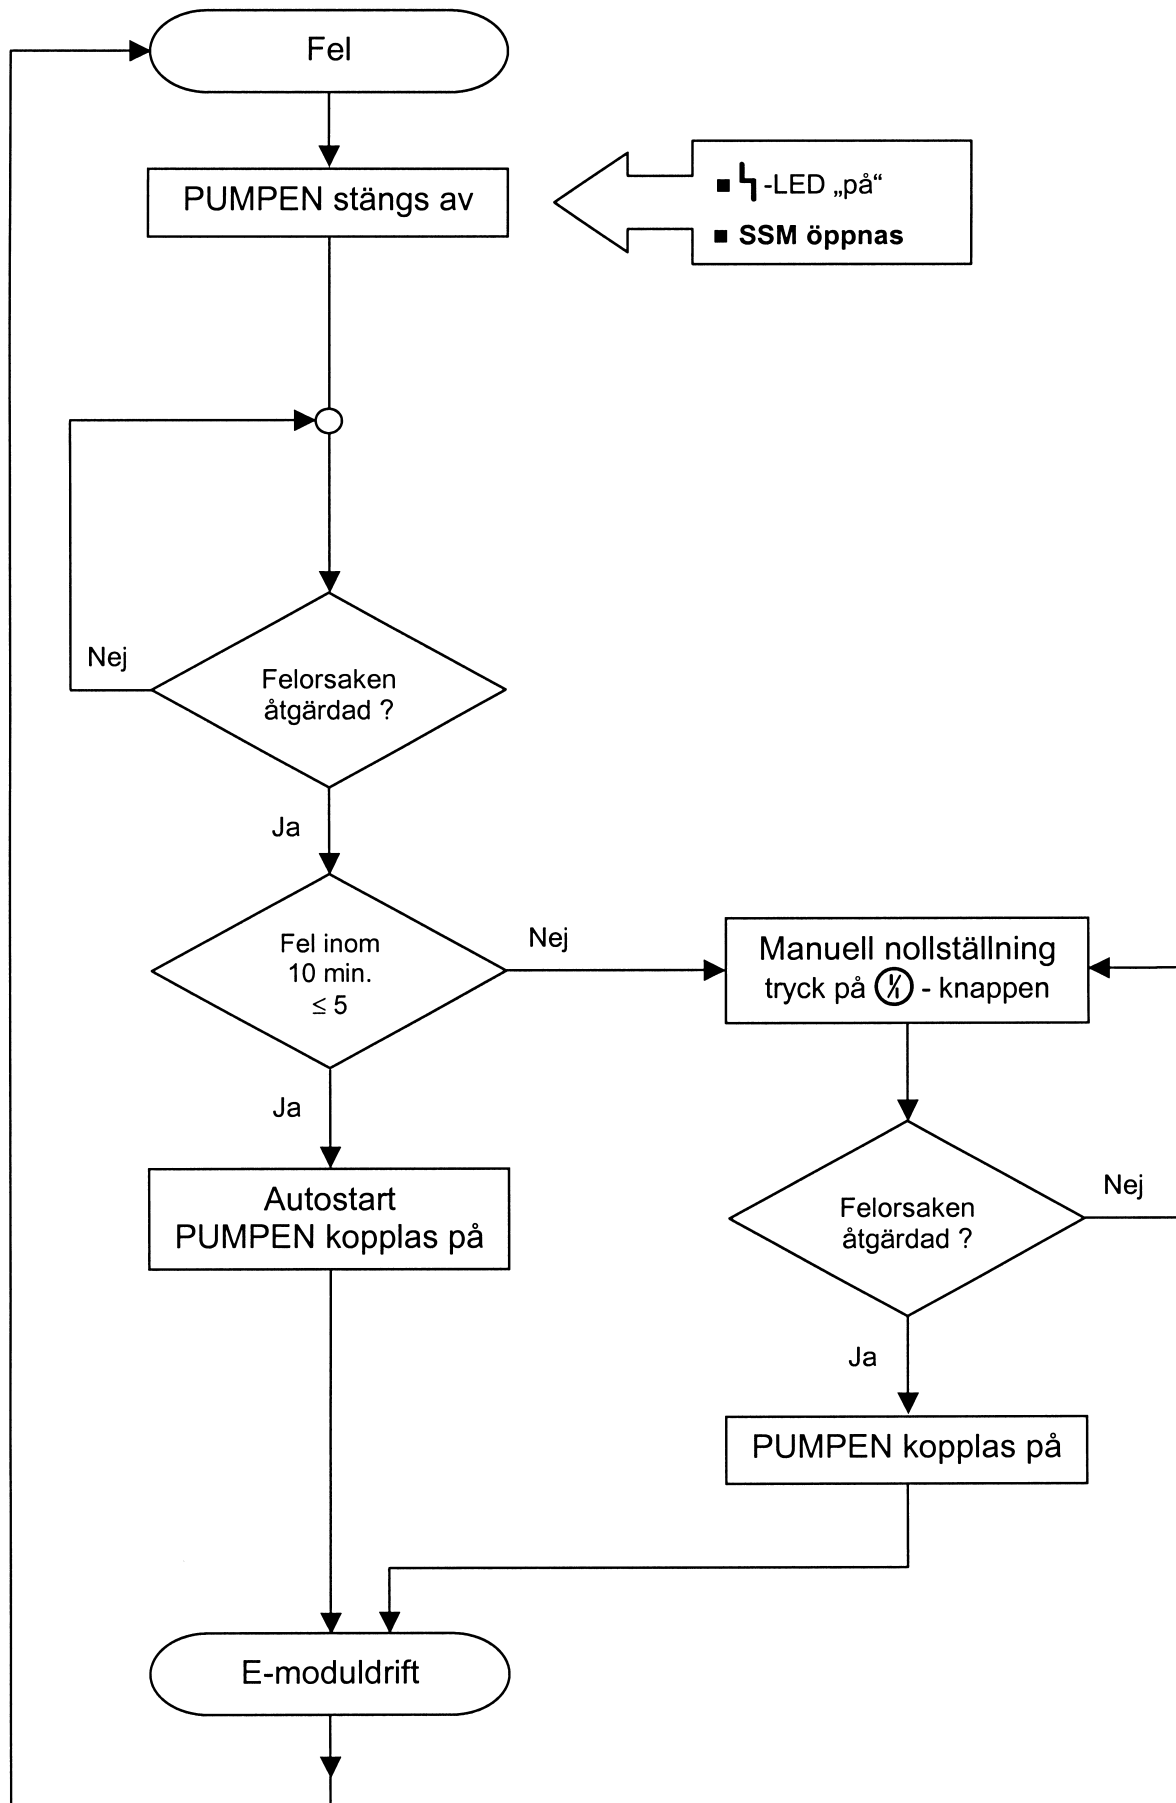 Fel
PUMPEN stängs av
■ -LED „på“
■ SSM öppnas
Nej
Felorsaken
åtgärdad ?
Ja
Fel inom
10 min.
≤ 5
Nej
Manuell nollställning
tryck på - knappen
Ja
Autostart
PUMPEN kopplas på
Felorsaken
åtgärdad ?
Nej
Ja
PUMPEN kopplas på
E-moduldrift